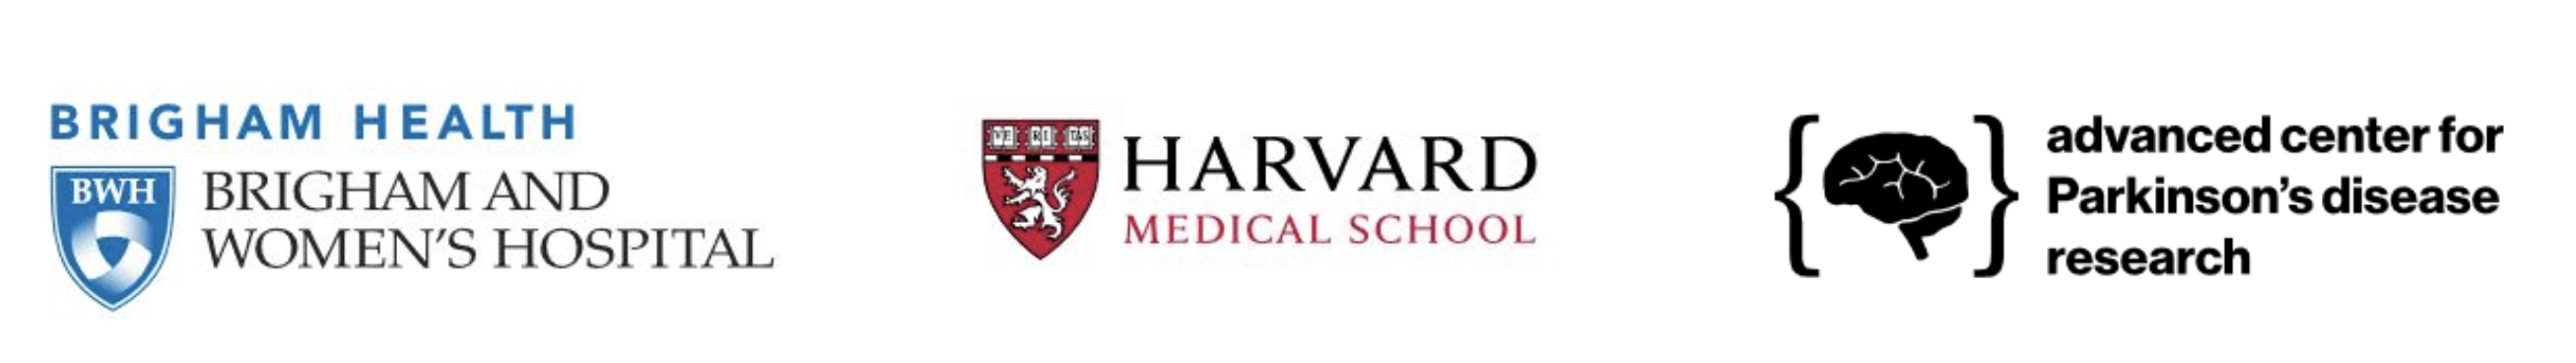 BRIGHAM HEALTH
BWH
BRIGHAM AND
WOMEN'S HOSPITAL
VE RI TAS
HARVARD
MEDICAL SCHOOL
advanced center for
Parkinson's disease
research